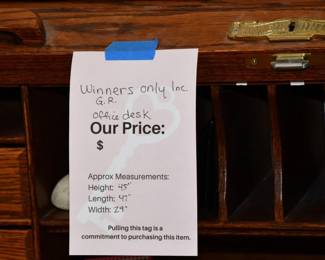 Winners only Inc
G.R.
office desk
Our Price:
$
Approx Measurements:
Height: 45"
Length: 47"
Width: 29"
Pulling this tag is a
commitment to purchasing this item.